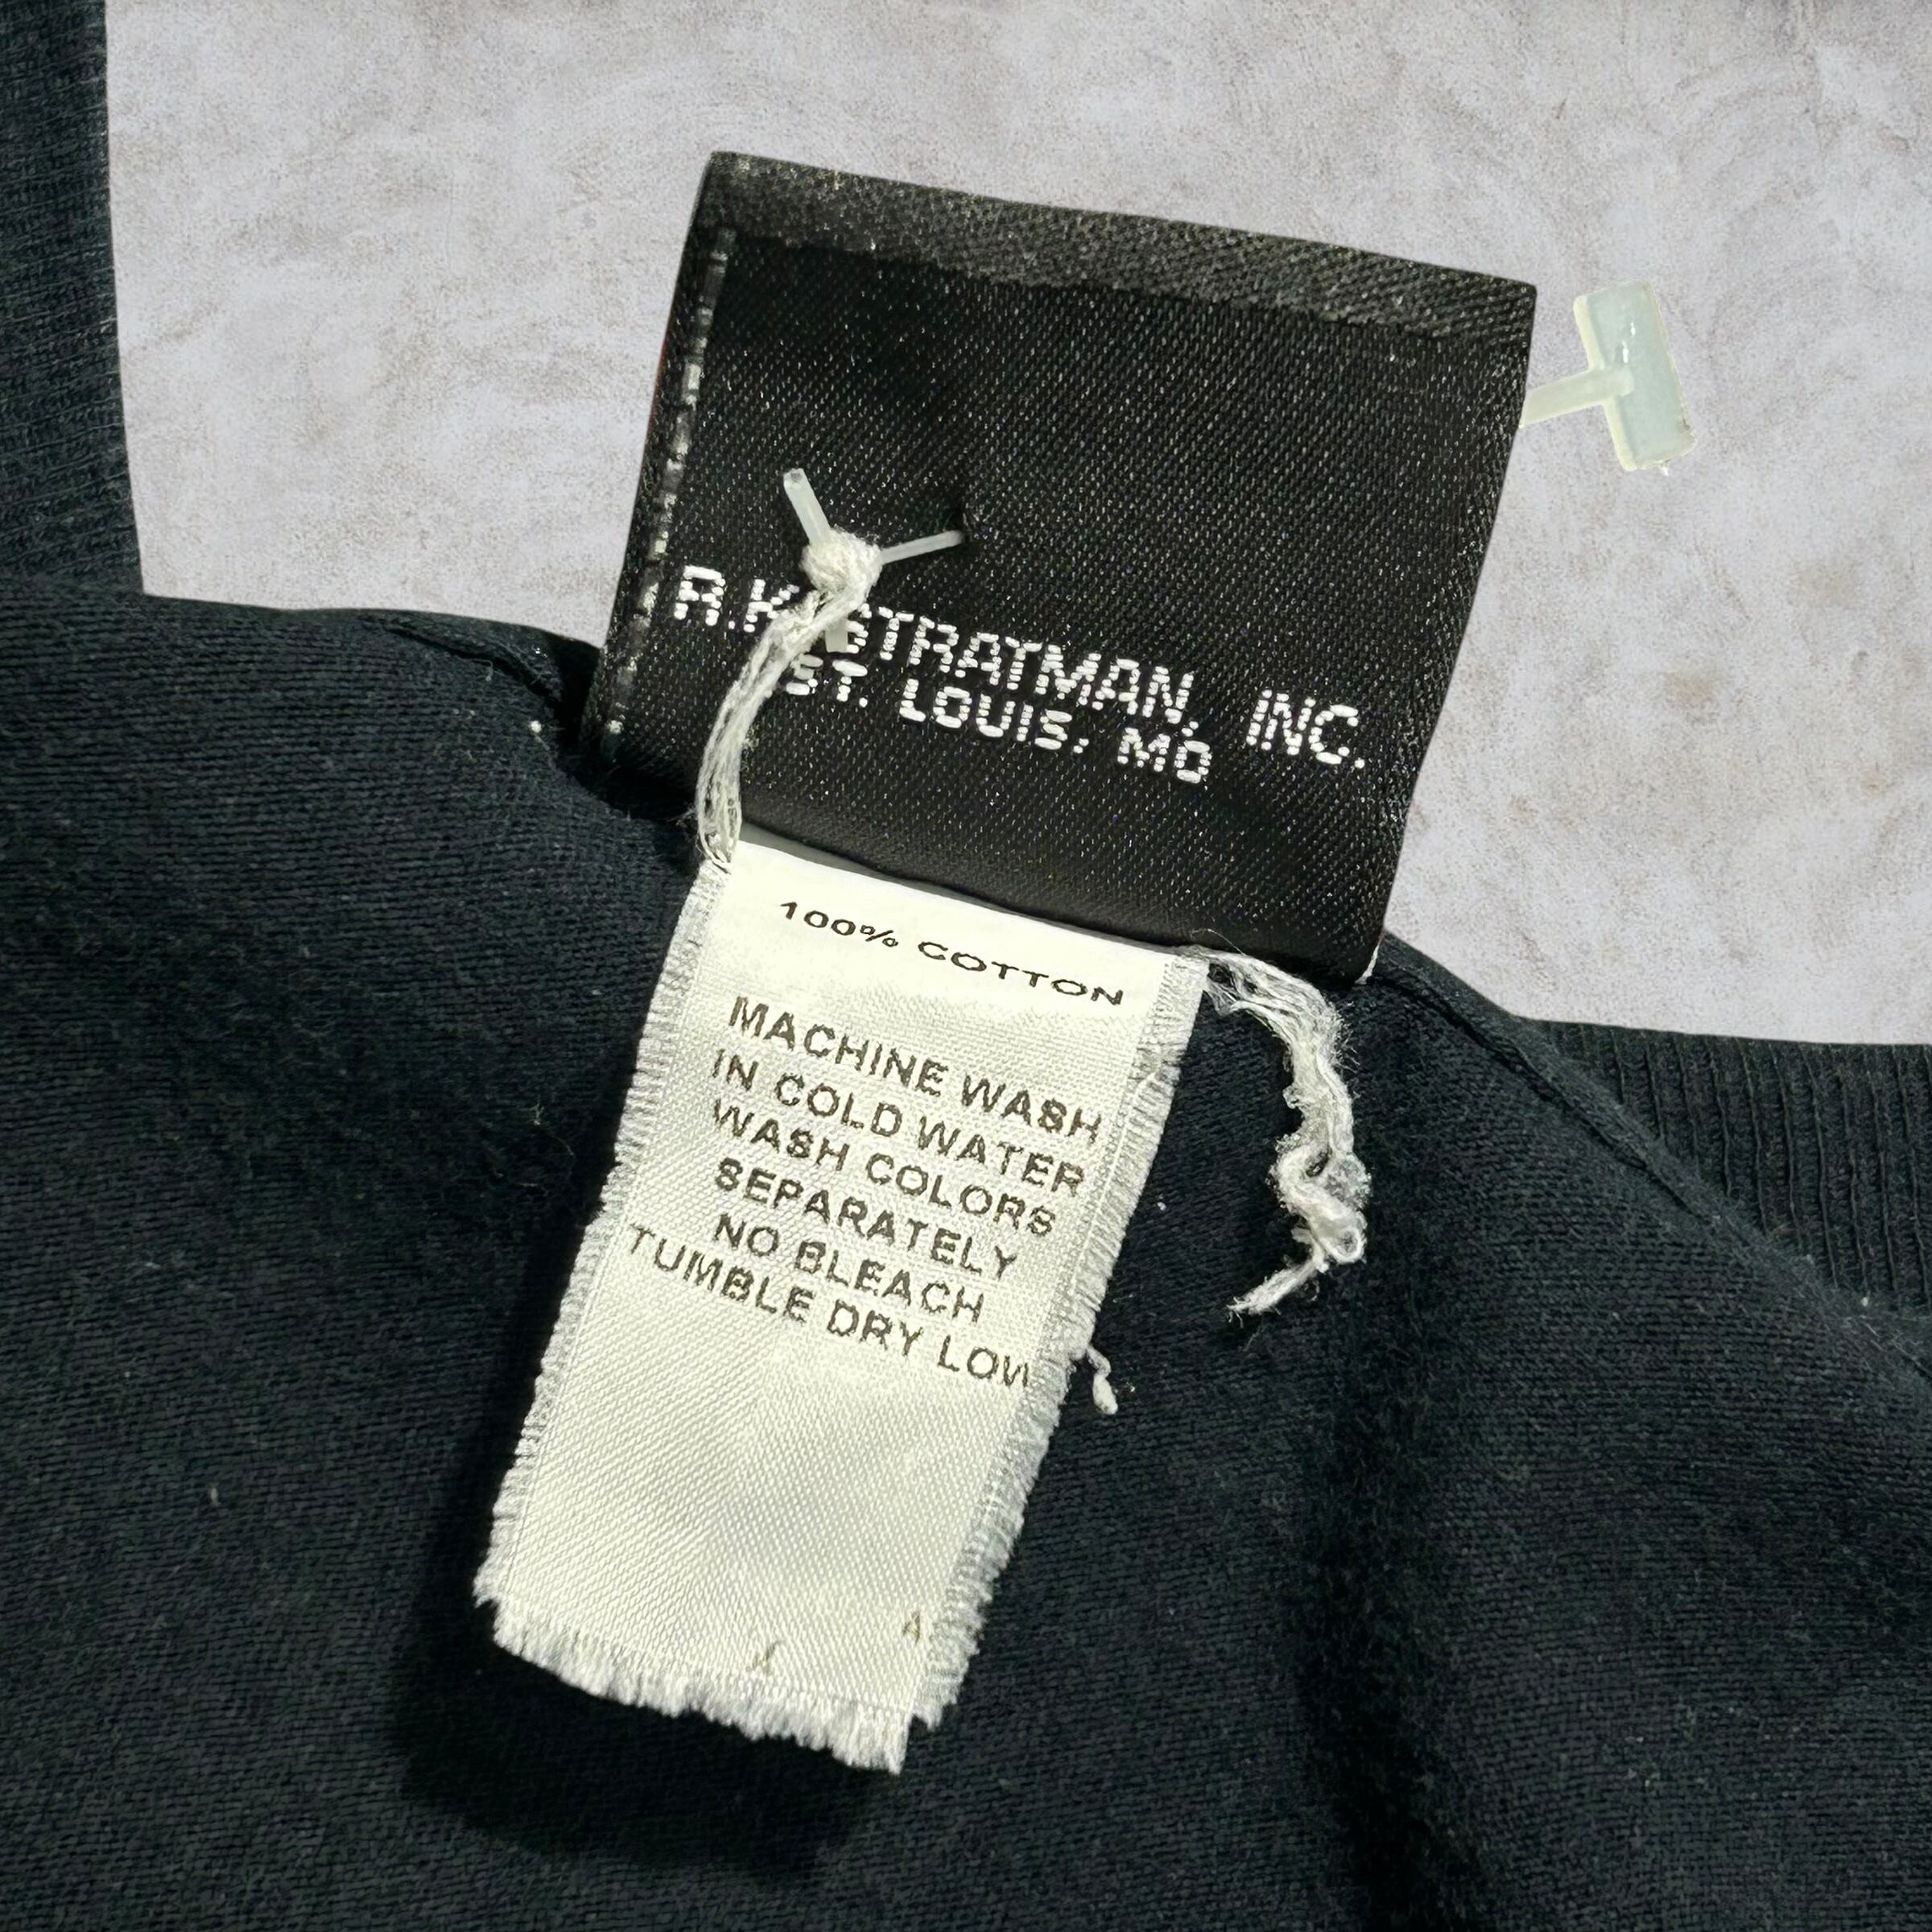 R.K. STRATMAN, INC.
ST. LOUIS, MO
100% COTTON
MACHINE WASH
IN COLD WATER
WASH COLORS
SEPARATELY
NO BLEACH
TUMBLE DRY LOW